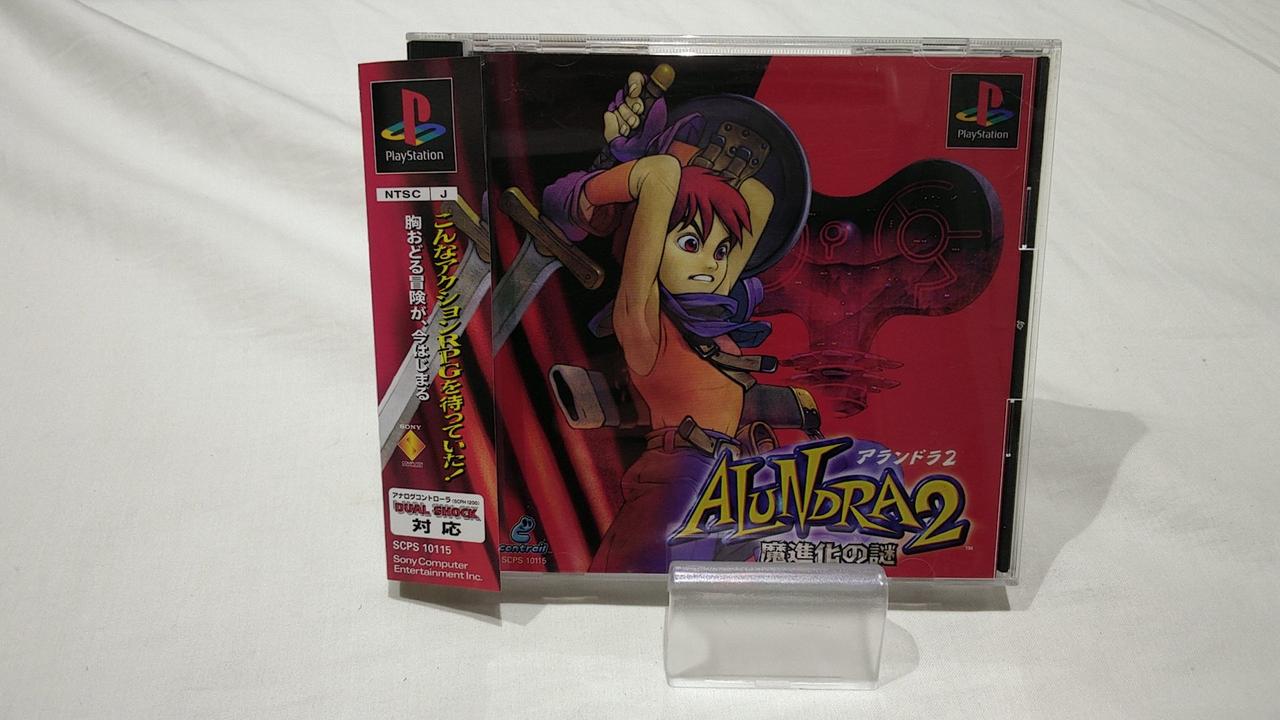 PlayStation
NTSC J
こんなアクションRPGを待っていた!
胸おどる冒険が、今はじまる
SONY
COMPUTER
ENTERTAINMENT
アナログコントローラ(SCPH 1200)
DUAL SHOCK
対応
SCPS 10115
Sony Computer
Entertainment Inc.
PlayStation
アランドラ2
ALUNDRA 2
TM
魔進化の謎
contrail
SCPS 10115